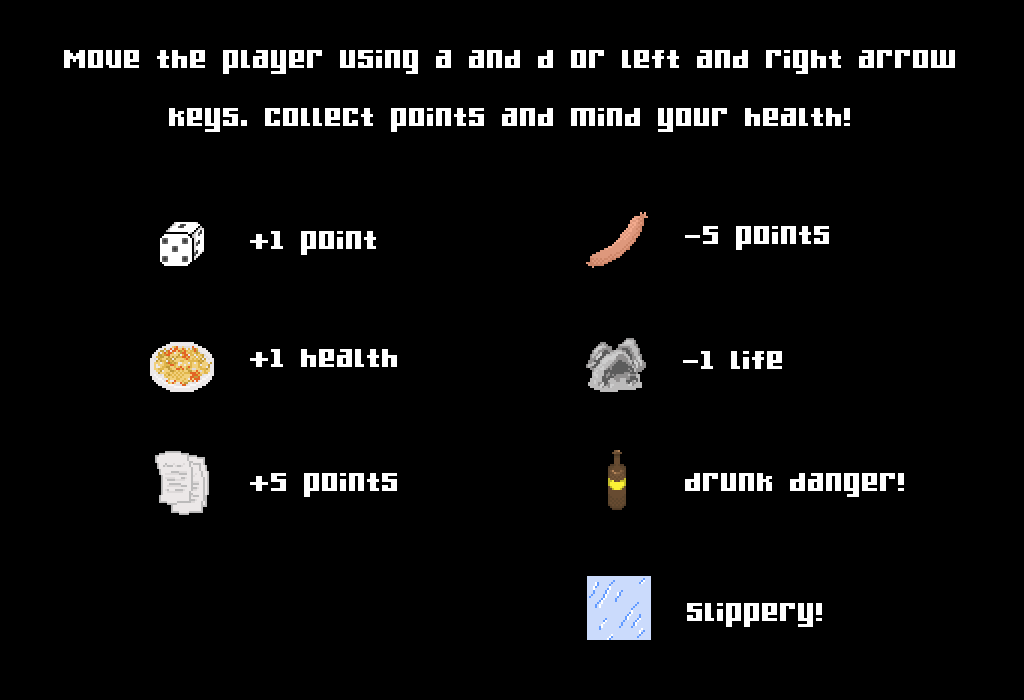 Move the player using a and d or left and right arrow
keys. Collect points and mind your health!
+1 point
-5 points
+1 health
-1 life
+5 points
drunk danger!
slippery!